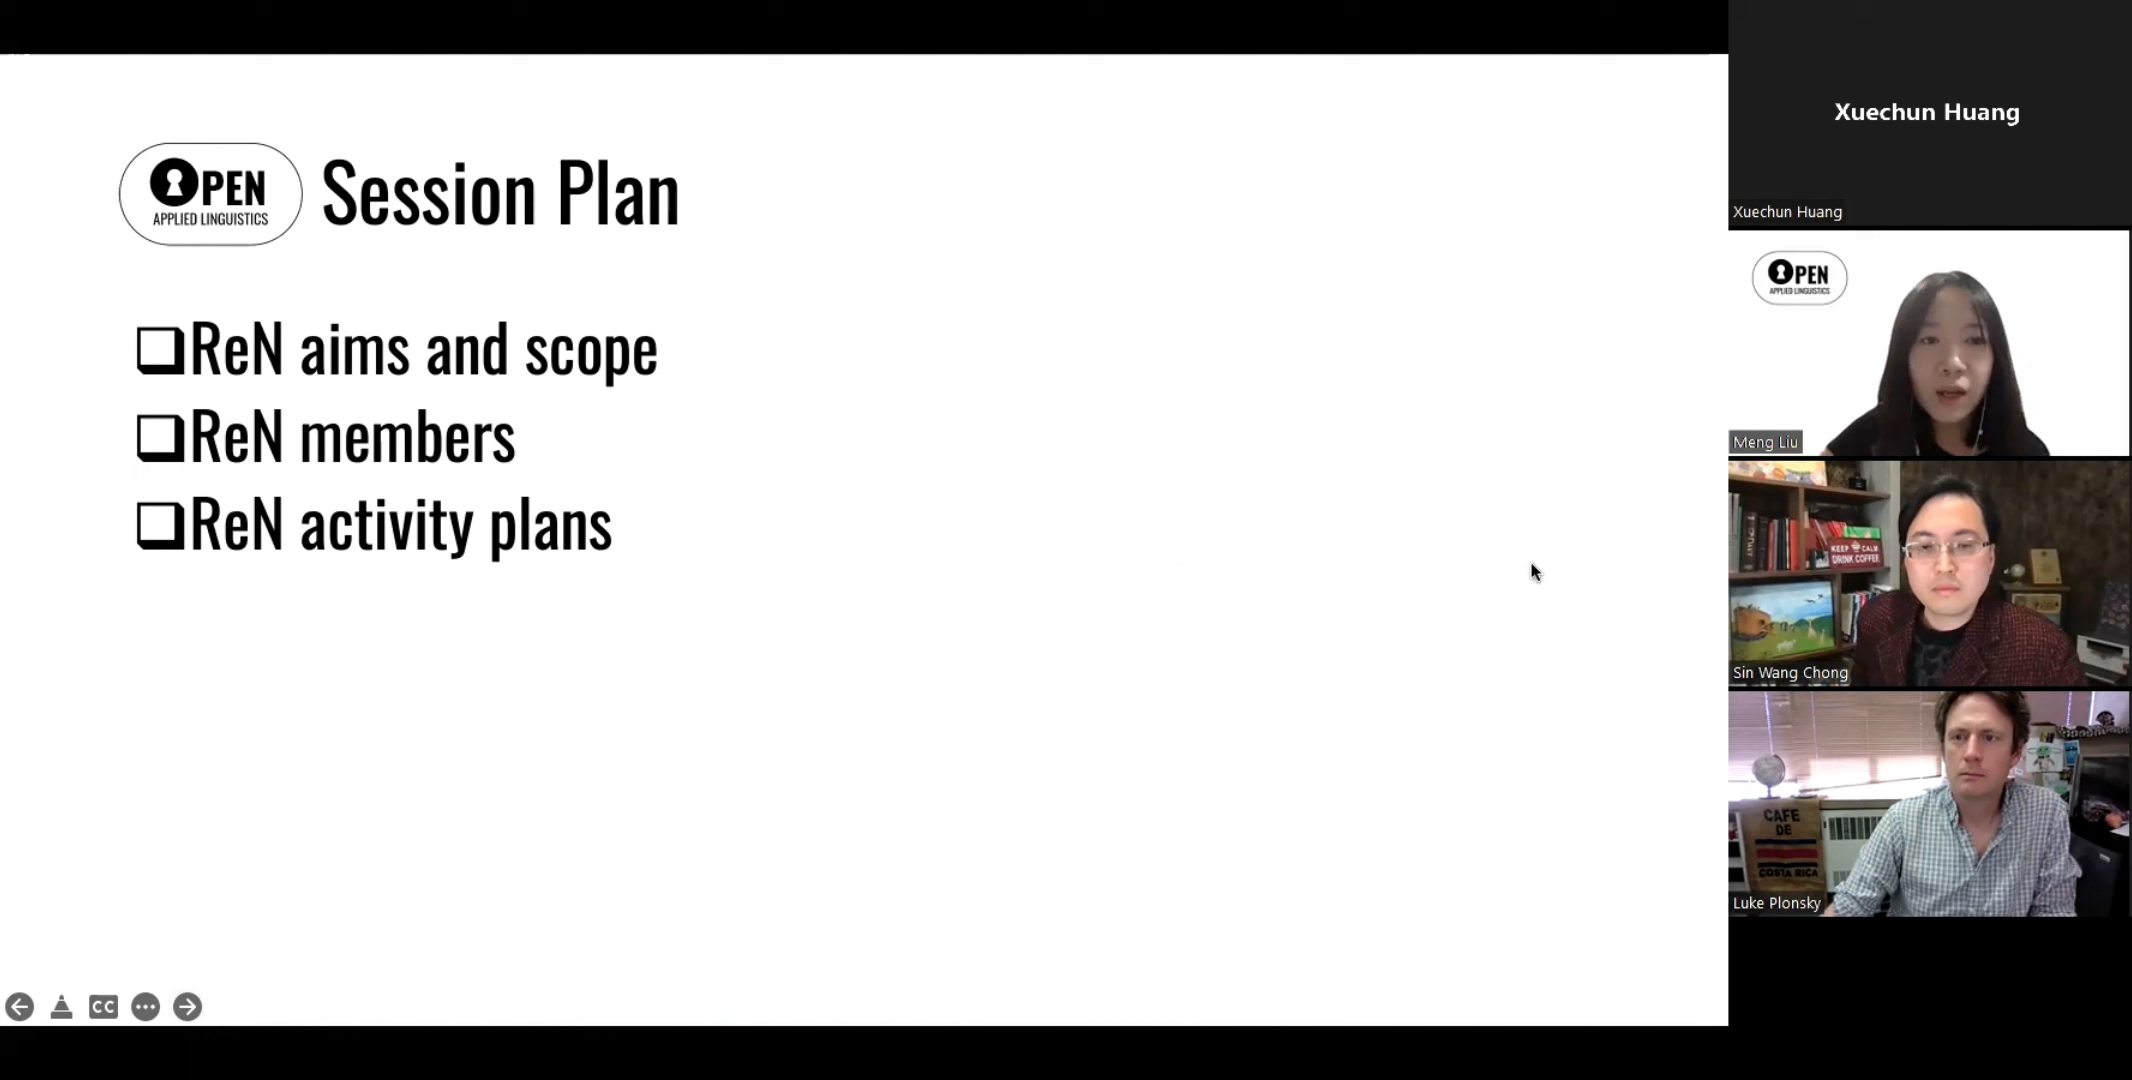 OPEN
APPLIED LINGUISTICS
Session Plan
ReN aims and scope
ReN members
ReN activity plans
CC
Xuechun Huang
Xuechun Huang
OPEN
APPLIED LINGUISTICS
Meng Liu
KEEP CALM
DRINK COFFEE
Sin Wang Chong
CAFE
DE
COSTA RICA
Luke Plonsky